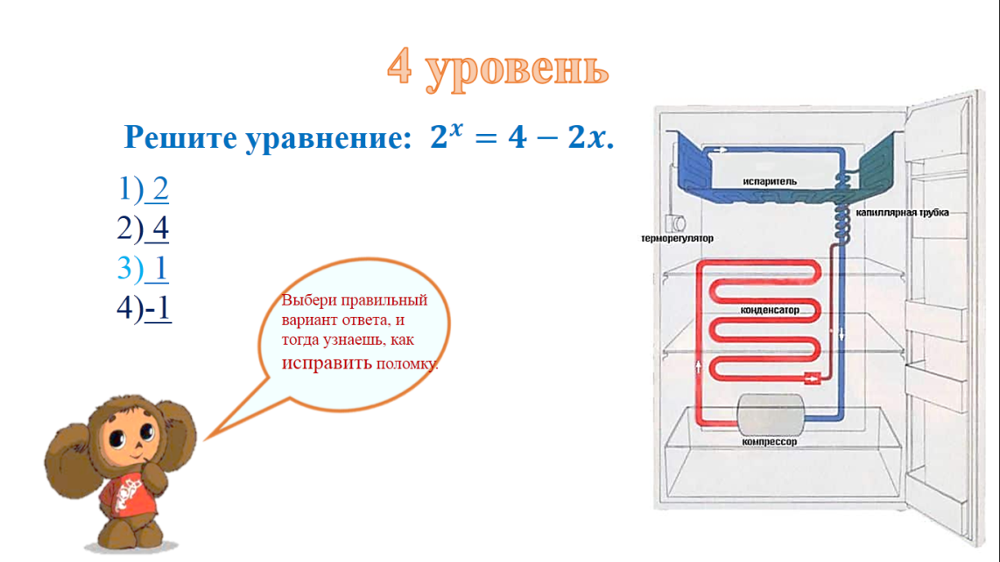 4 уровень
Решите уравнение: 2ˣ = 4 − 2x.
1) 2
2) 4
3) 1
4)-1
Выбери правильный
вариант ответа, и
тогда узнаешь, как
исправить поломку.
испаритель
капиллярная трубка
терморегулятор
конденсатор
компрессор